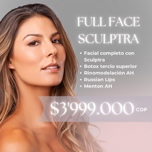 FULL FACE
SCULPTRA
• Facial completo con
Sculptra
• Botox tercio superior
• Rinomodelación AH
• Russian Lips
• Menton AH
$3'999.000 COP